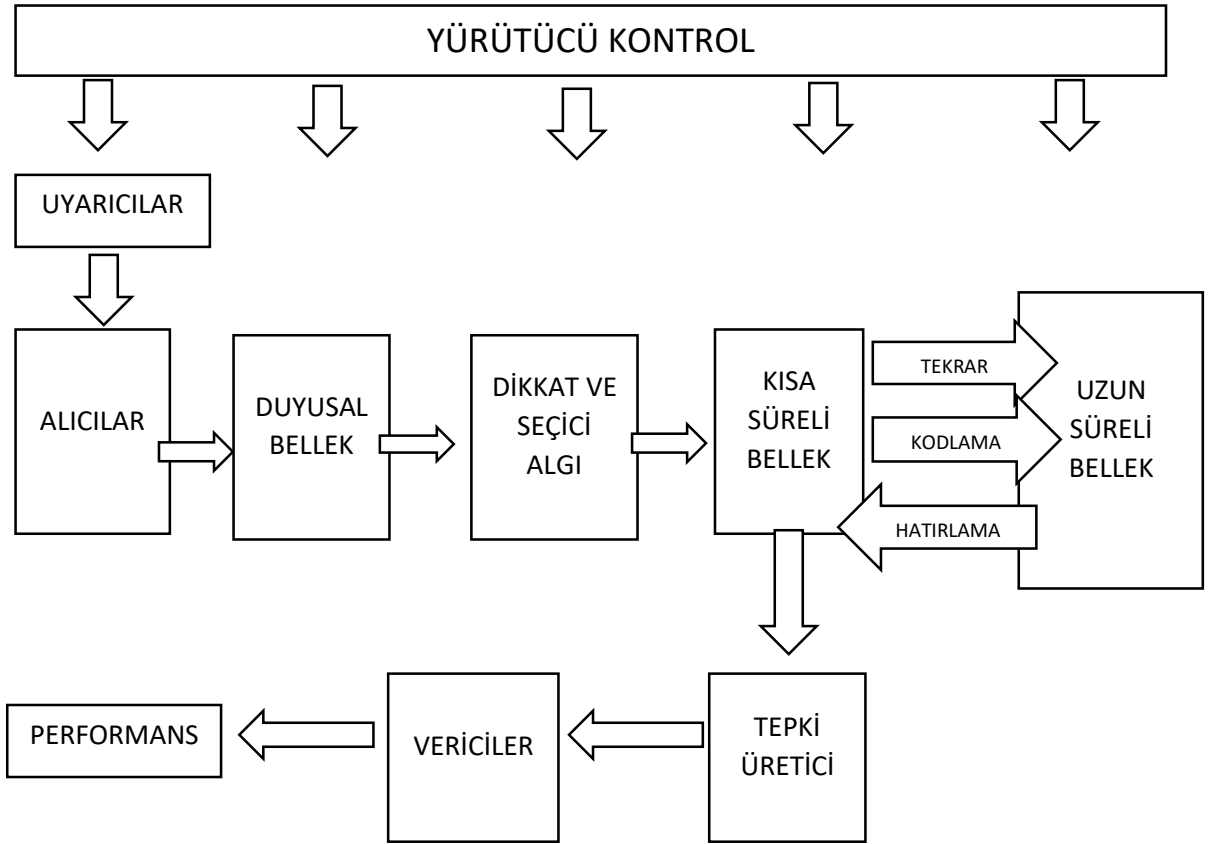 YÜRÜTÜCÜ KONTROL
UYARICILAR
ALICILAR
DUYUSAL
BELLEK
DİKKAT VE
SEÇİCİ
ALGI
KISA
SÜRELİ
BELLEK
TEKRAR
KODLAMA
HATIRLAMA
UZUN
SÜRELİ
BELLEK
PERFORMANS
VERİCİLER
TEPKİ
ÜRETİCİ